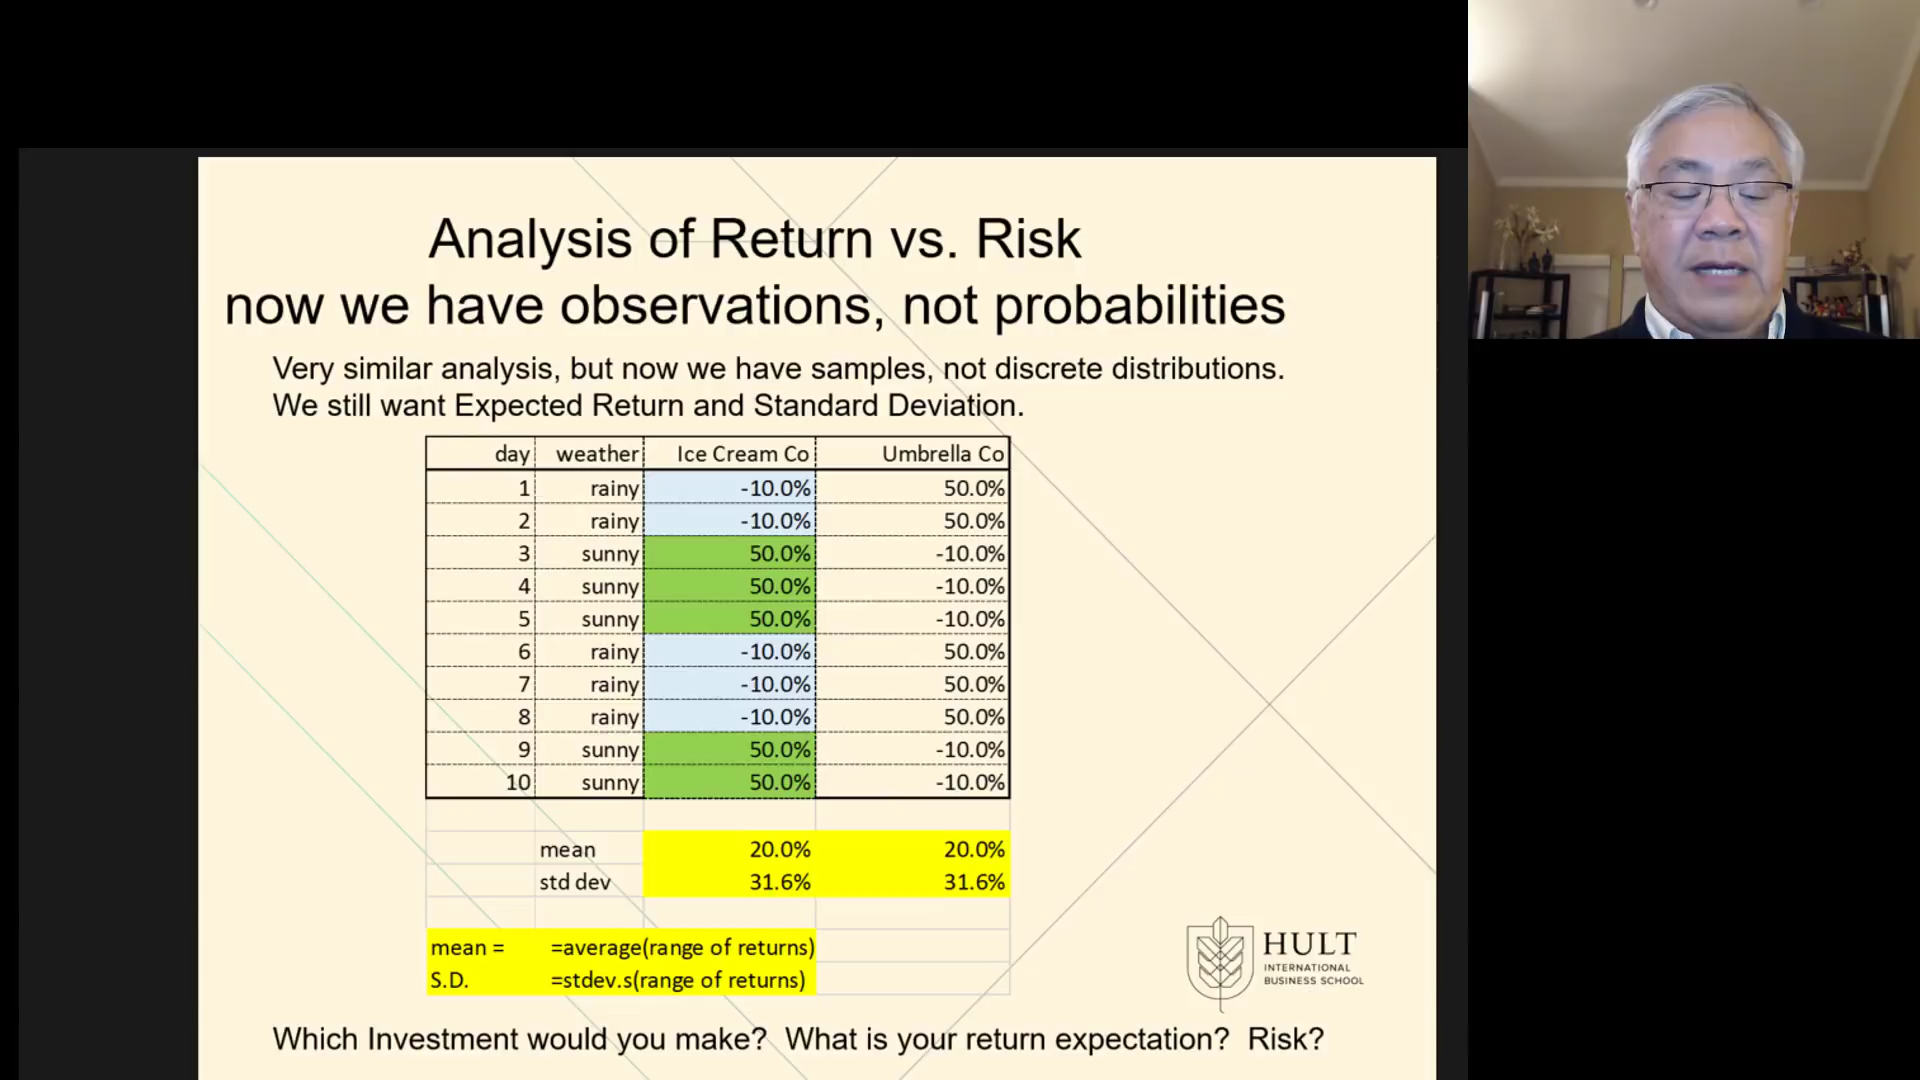 Analysis of Return vs. Risk
now we have observations, not probabilities
Very similar analysis, but now we have samples, not discrete distributions.
We still want Expected Return and Standard Deviation.
day weather Ice Cream Co Umbrella Co
1 rainy -10.0% 50.0%
2 rainy -10.0% 50.0%
3 sunny 50.0% -10.0%
4 sunny 50.0% -10.0%
5 sunny 50.0% -10.0%
6 rainy -10.0% 50.0%
7 rainy -10.0% 50.0%
8 rainy -10.0% 50.0%
9 sunny 50.0% -10.0%
10 sunny 50.0% -10.0%
mean 20.0% 20.0%
std dev 31.6% 31.6%
mean = =average(range of returns)
S.D. =stdev.s(range of returns)
HULT
INTERNATIONAL
BUSINESS SCHOOL
Which Investment would you make? What is your return expectation? Risk?